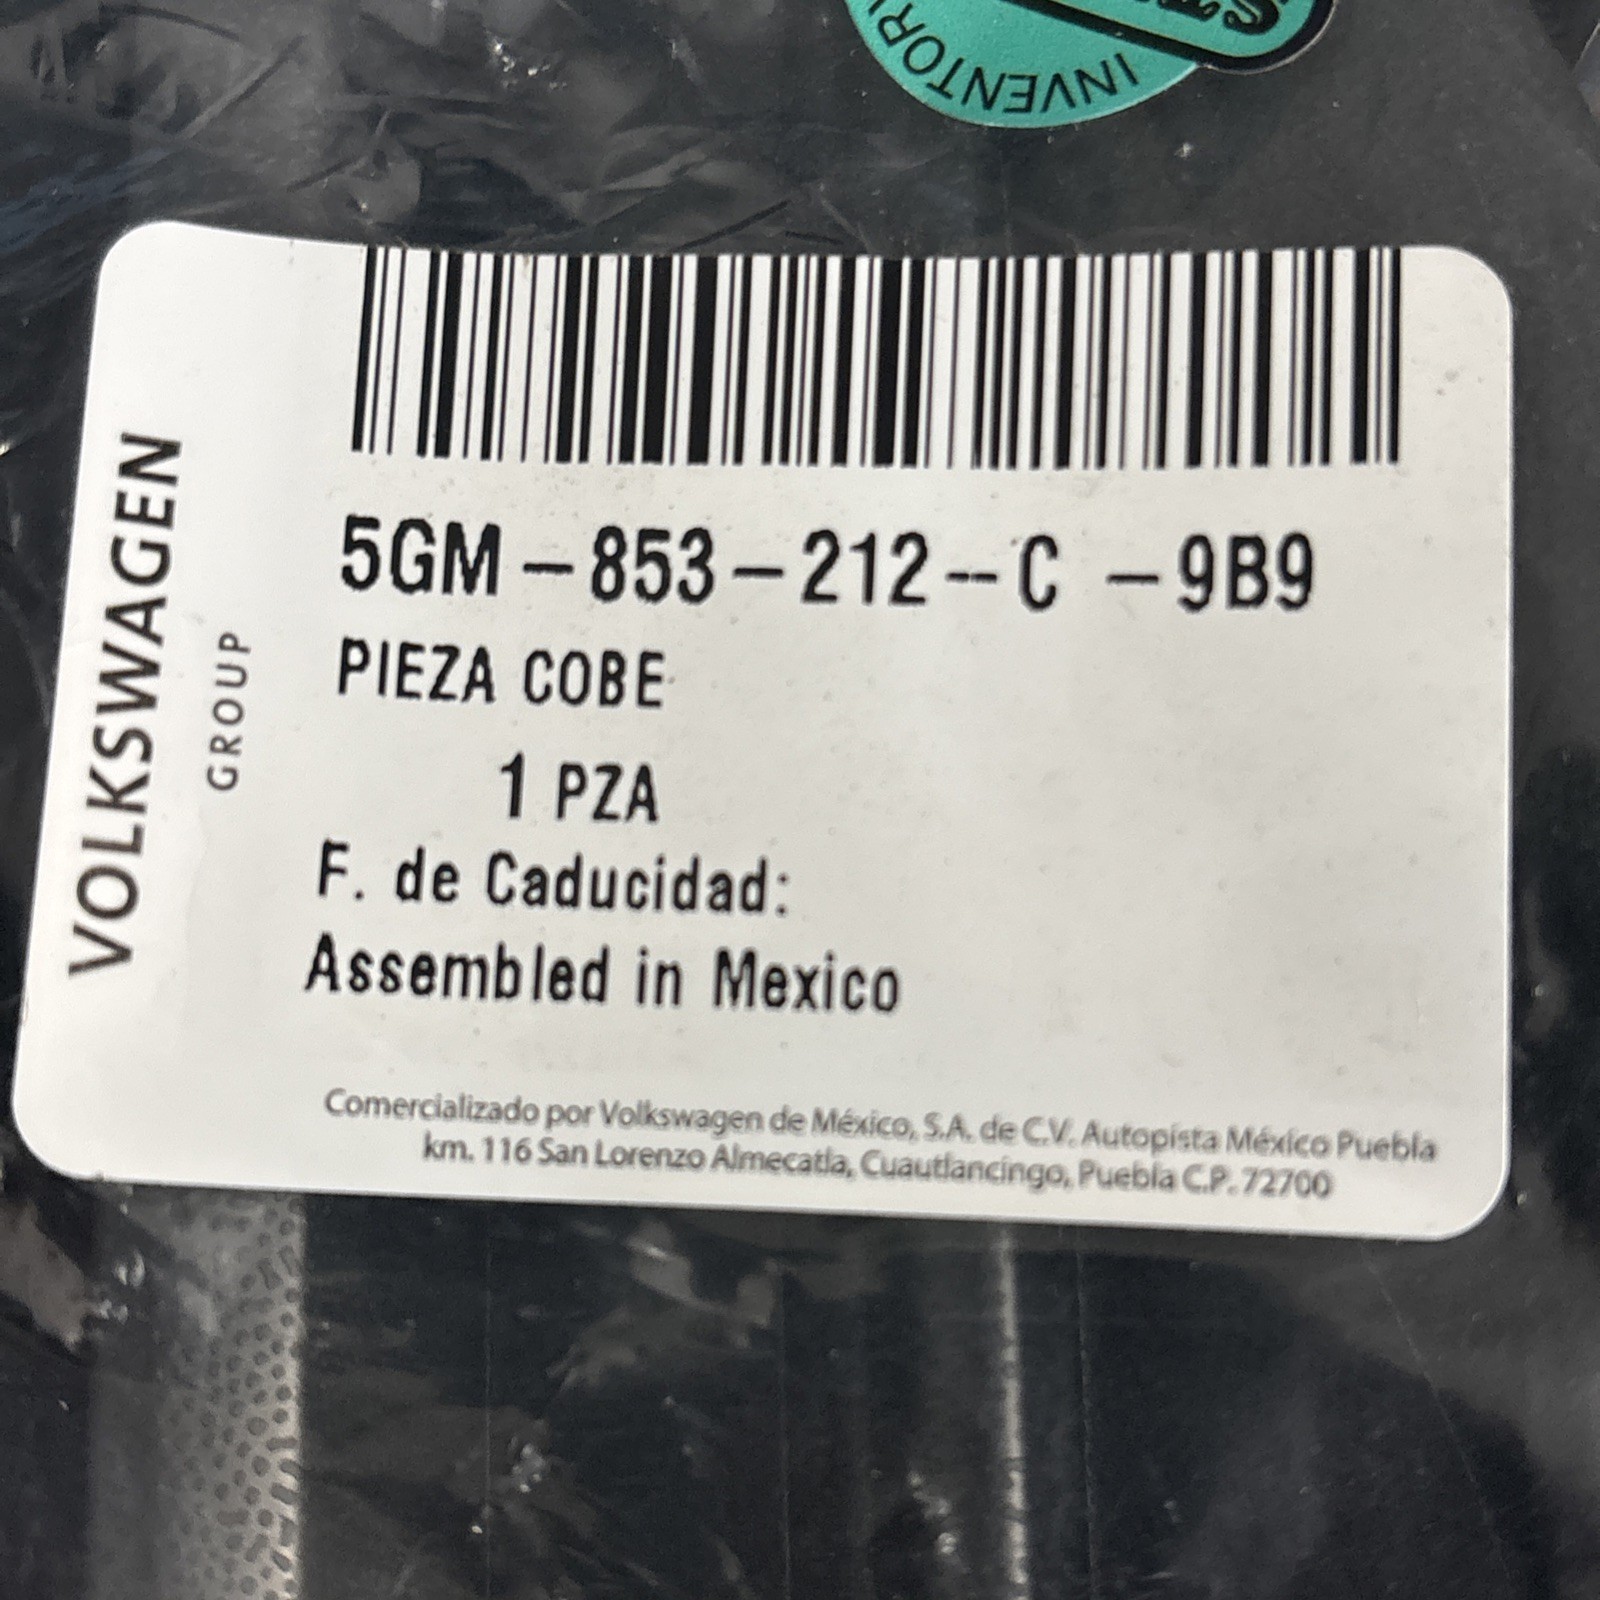 INVENTOR
VOLKSWAGEN
GROUP
5GM-853-212--C -9B9
PIEZA COBE
1 PZA
F. de Caducidad:
Assembled in Mexico
Comercializado por Volkswagen de México, S.A. de C.V. Autopista México Puebla
km. 116 San Lorenzo Almecatla, Cuautlancingo, Puebla C.P. 72700